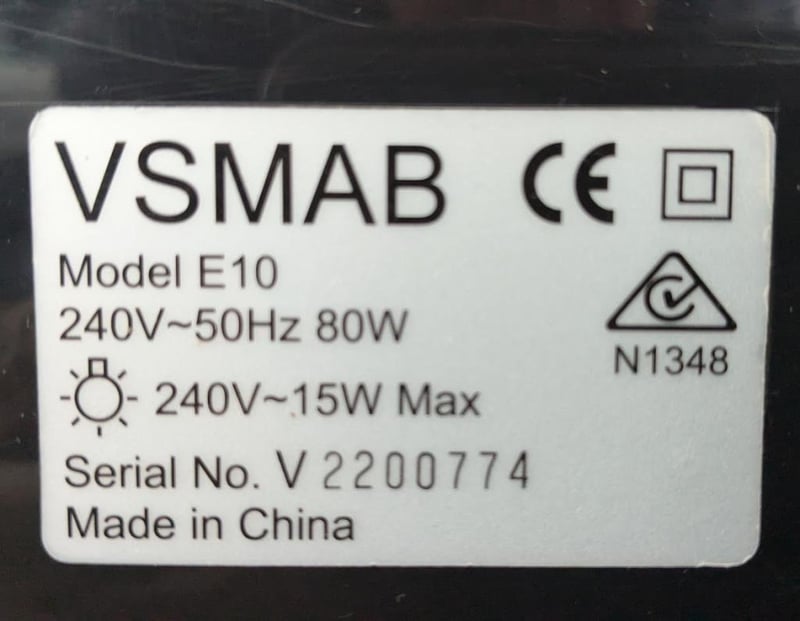 VSMAB CE
Model E10
240V~50Hz 80W
N1348
240V~15W Max
Serial No. V 2200774
Made in China